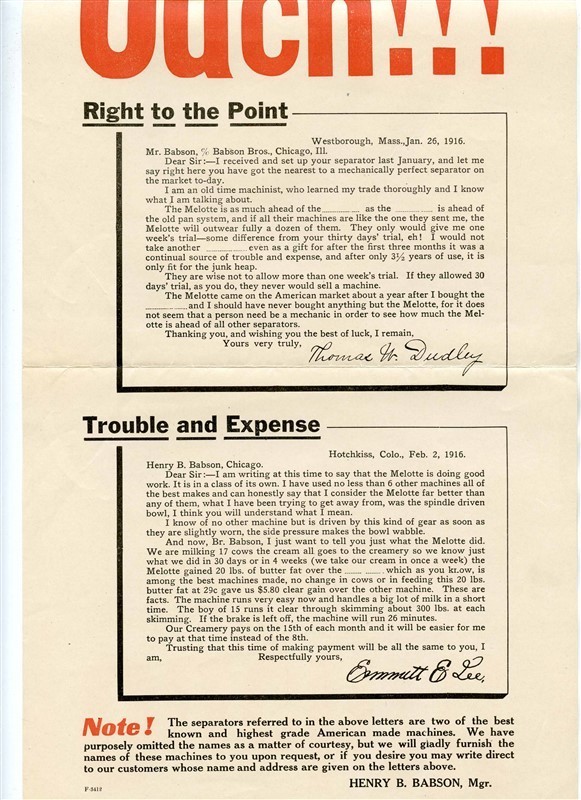 Ouch!!!
Right to the Point
Westborough, Mass., Jan. 26, 1916.
Mr. Babson, % Babson Bros., Chicago, Ill.
Dear Sir:—I received and set up your separator last January, and let me
say right here you have got the nearest to a mechanically perfect separator on
the market to-day.
I am an old time machinist, who learned my trade thoroughly and I know
what I am talking about.
The Melotte is as much ahead of the ............ as the ............ is ahead of
the old pan system, and if all their machines are like the one they sent me, the
Melotte will outwear fully a dozen of them. They only would give me one
week's trial—some difference from your thirty days' trial, eh! I would not
take another ............ even as a gift for after the first three months it was a
continual source of trouble and expense, and after only 3½ years of use, it is
only fit for the junk heap.
They are wise not to allow more than one week's trial. If they allowed 30
days' trial, as you do, they never would sell a machine.
The Melotte came on the American market about a year after I bought the
............ and I should have never bought anything but the Melotte, for it does
not seem that a person need be a mechanic in order to see how much the Mel-
otte is ahead of all other separators.
Thanking you, and wishing you the best of luck, I remain,
Yours very truly,
Thomas W. Dudley
Trouble and Expense
Hotchkiss, Colo., Feb. 2, 1916.
Henry B. Babson, Chicago.
Dear Sir:—I am writing at this time to say that the Melotte is doing good
work. It is in a class of its own. I have used no less than 6 other machines all of
the best makes and can honestly say that I consider the Melotte far better than
any of them, what I have been trying to get away from, was the spindle driven
bowl, I think you will understand what I mean.
I know of no other machine but is driven by this kind of gear as soon as
they are slightly worn, the side pressure makes the bowl wabble.
And now, Br. Babson, I just want to tell you just what the Melotte did.
We are milking 17 cows the cream all goes to the creamery so we know just
what we did in 30 days or in 4 weeks (we take our cream in once a week) the
Melotte gained 20 lbs. of butter fat over the ............ which as you kr.ow, is
among the best machines made, no change in cows or in feeding this 20 lbs.
butter fat at 29c gave us $5.80 clear gain over the other machine. These are
facts. The machine runs very easy now and handles a big lot of milk in a short
time. The boy of 15 runs it clear through skimming about 300 lbs. at each
skimming. If the brake is left off, the machine will run 26 minutes.
Our Creamery pays on the 15th of each month and it will be easier for me
to pay at that time instead of the 8th.
Trusting that this time of making payment will be all the same to you, I
am, Respectfully yours,
Emmutt E Lee,
Note! The separators referred to in the above letters are two of the best
known and highest grade American made machines. We have
purposely omitted the names as a matter of courtesy, but we will gladly furnish the
names of these machines to you upon request, or if you desire you may write direct
to our customers whose name and address are given on the letters above.
F-3418
HENRY B. BABSON, Mgr.